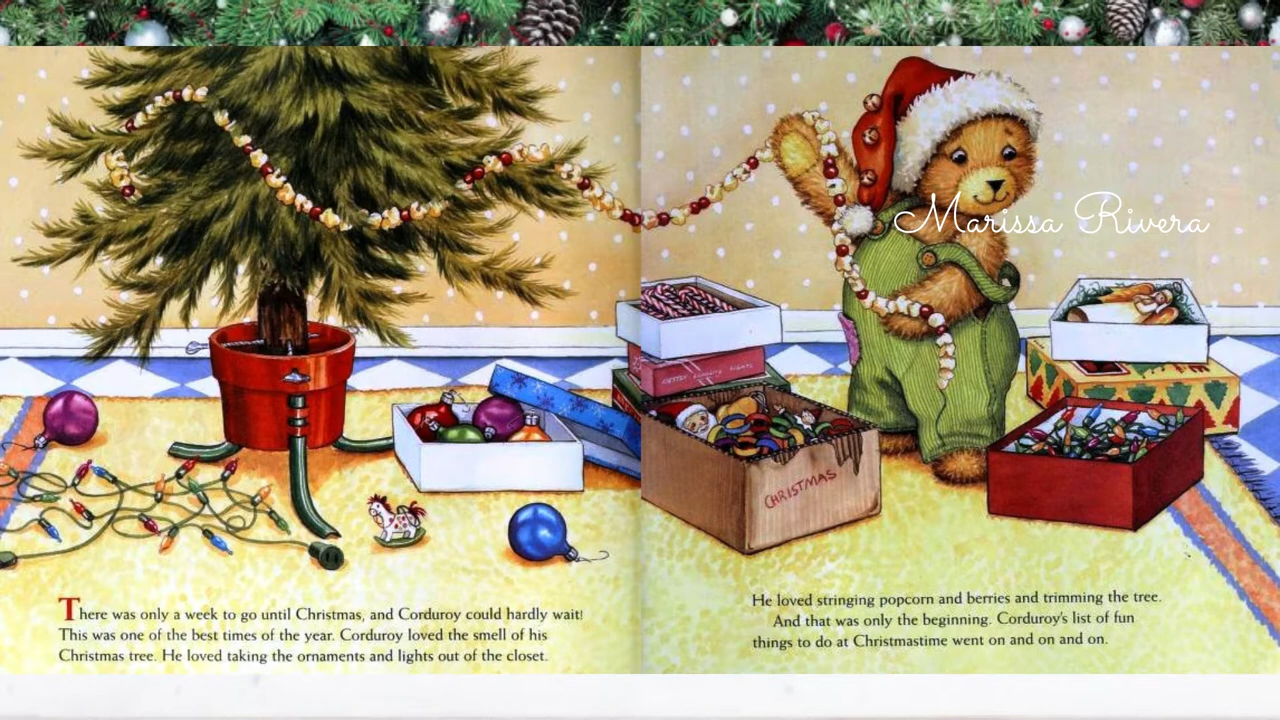 Marissa Rivera
CHRISTMAS
There was only a week to go until Christmas, and Corduroy could hardly wait!
This was one of the best times of the year. Corduroy loved the smell of his
Christmas tree. He loved taking the ornaments and lights out of the closet.
He loved stringing popcorn and berries and trimming the tree.
And that was only the beginning. Corduroy's list of fun
things to do at Christmastime went on and on and on.